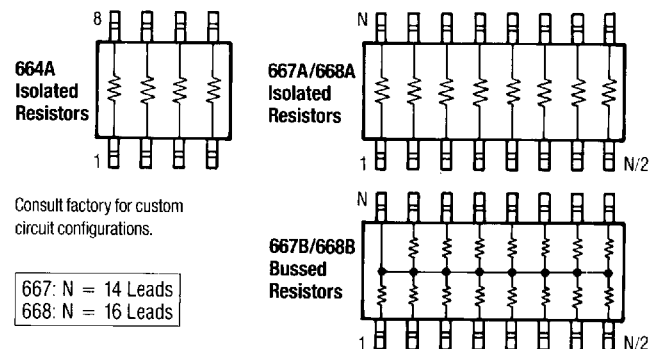 8
664A
Isolated
Resistors
1
N
667A/668A
Isolated
Resistors
1
N/2
Consult factory for custom
circuit configurations.
667: N = 14 Leads
668: N = 16 Leads
N
667B/668B
Bussed
Resistors
1
N/2